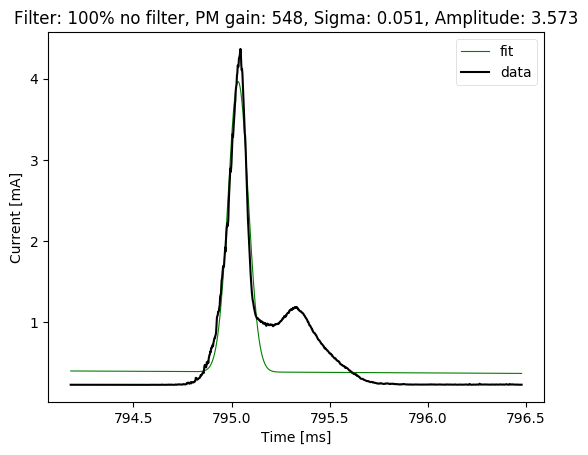 Filter: 100% no filter, PM gain: 548, Sigma: 0.051, Amplitude: 3.573
fit
data
4
3
2
1
Current [mA]
794.5
795.0
795.5
796.0
796.5
Time [ms]